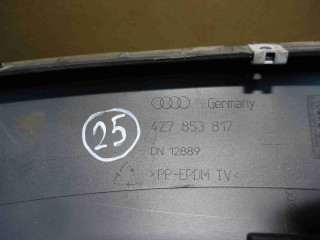 Germany
25
4Z7 853 817
DN 12889
>PP-EPDM TV<